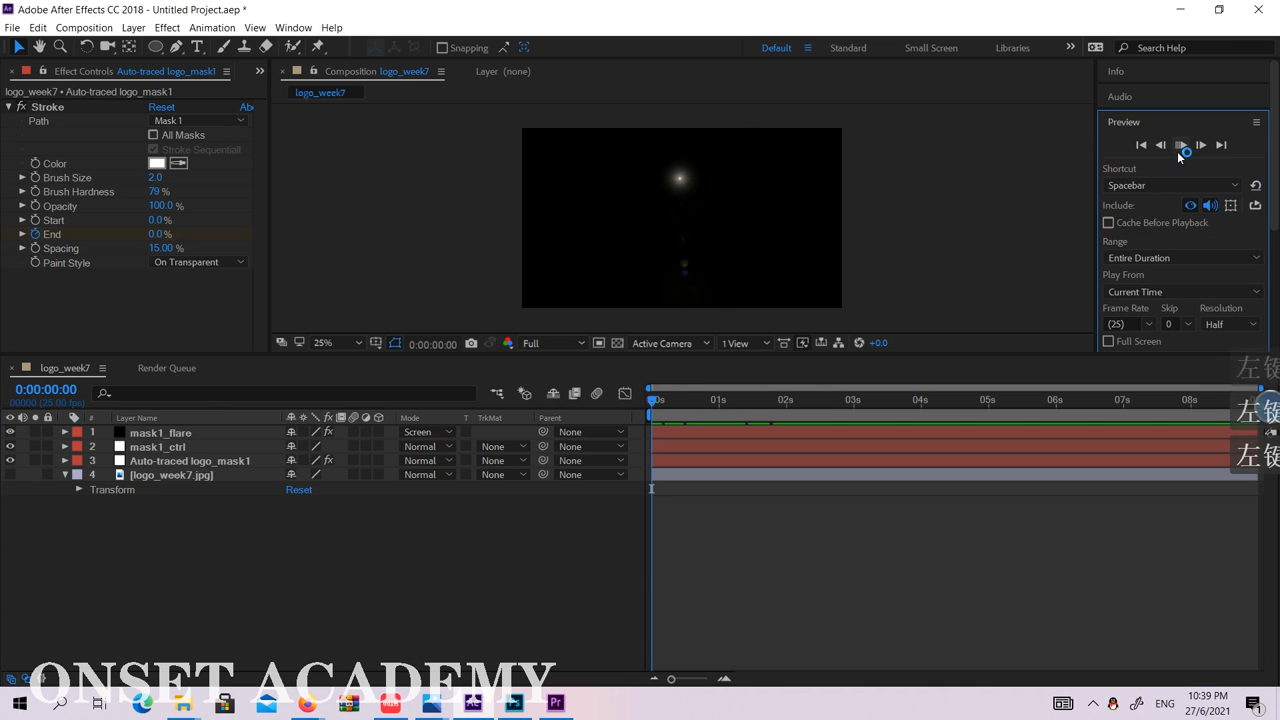 Adobe After Effects CC 2018 - Untitled Project.aep *
File Edit Composition Layer Effect Animation View Window Help
Snapping
Default Standard Small Screen Libraries Search Help
Effect Controls Auto-traced logo_mask1
Composition logo_week7
Layer (none)
Info
logo_week7 • Auto-traced logo_mask1
logo_week7
Audio
Stroke Reset Ab
Path Mask 1
All Masks
Stroke Sequentiall
Color
Brush Size 2.0
Brush Hardness 79 %
Opacity 100.0 %
Start 0.0 %
End 0.0 %
Spacing 15.00 %
Paint Style On Transparent
Preview
Shortcut
Spacebar
Include:
Cache Before Playback
Range
Entire Duration
Play From
Current Time
Frame Rate Skip Resolution
(25) 0 Half
Full Screen
25% 0:00:00:00 Full Active Camera 1 View +0.0
logo_week7 Render Queue
0:00:00:00
00000 (25.00 fps)
0s 01s 02s 03s 04s 05s 06s 07s 08s
# Layer Name Mode T TrkMat Parent
1 mask1_flare Screen None
2 mask1_ctrl Normal None None
3 Auto-traced logo_mask1 Normal None None
4 [logo_week7.jpg] Normal None None
Transform Reset
左键
左键
左键
ONSET ACADEMY
ENG
10:39 PM
27/6/2021
1